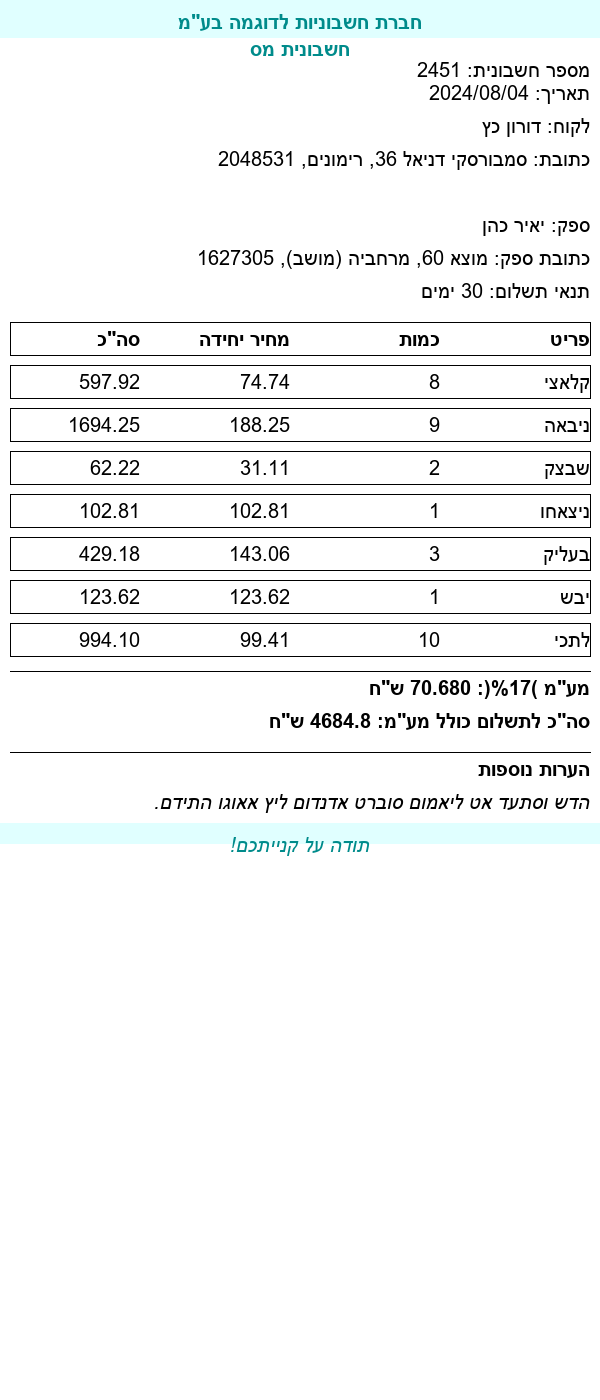 חברת חשבוניות לדוגמה בע"מ
חשבונית מס
מספר חשבונית: 2451
תאריך: 2024/08/04
לקוח: דורון כץ
כתובת: סמבורסקי דניאל 36, רימונים, 2048531
ספק: יאיר כהן
כתובת ספק: מוצא 60, מרחביה (מושב), 1627305
תנאי תשלום: 30 ימים
פריט כמות מחיר יחידה סה"כ
קלאצי 8 74.74 597.92
ניבאה 9 188.25 1694.25
שבצק 2 31.11 62.22
ניצאחו 1 102.81 102.81
בעליק 3 143.06 429.18
יבש 1 123.62 123.62
לתכי 10 99.41 994.10
מע"מ )17%(: 70.680 ש"ח
סה"כ לתשלום כולל מע"מ: 4684.8 ש"ח
הערות נוספות
הדש וסתעד אט ליאמום סוברט אדנדום ליץ אאוגו התידם.
תודה על קנייתכם!